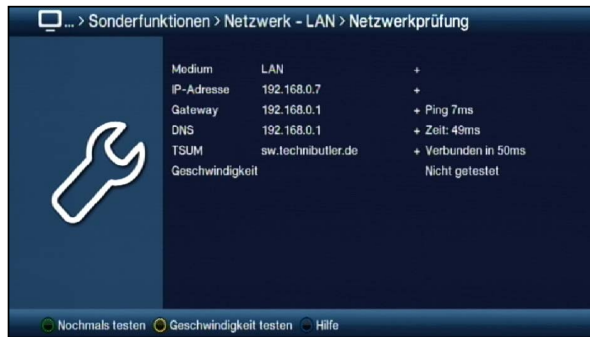 ... > Sonderfunktionen > Netzwerk - LAN > Netzwerkprüfung
Medium LAN +
IP-Adresse 192.168.0.7 +
Gateway 192.168.0.1 + Ping 7ms
DNS 192.168.0.1 + Zeit: 49ms
TSUM sw.technibutler.de + Verbunden in 50ms
Geschwindigkeit Nicht getestet
Nochmals testen Geschwindigkeit testen Hilfe